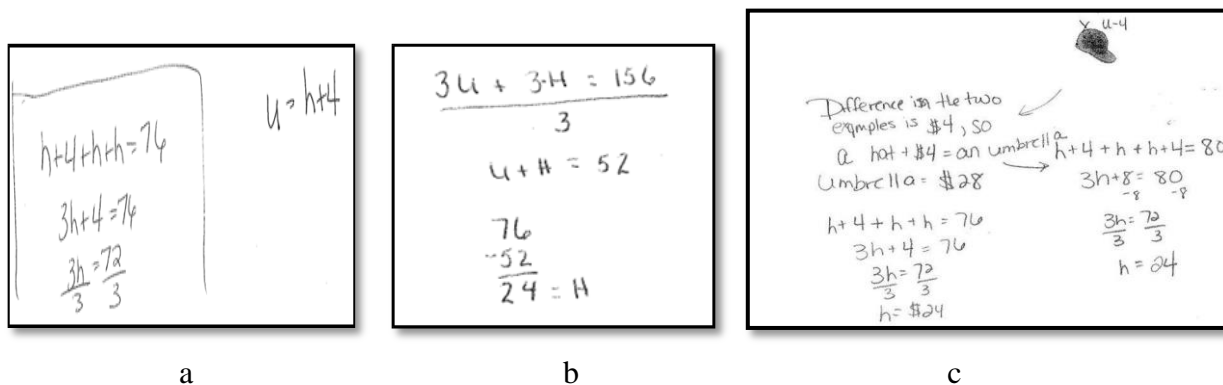 u = h+4
h+4+h+h=76
3h+4=76
3h = 72
3 3
3u + 3·H = 156
3
u + H = 52
76
-52
24 = H
u-4
Difference in the two
examples is $4, so
a hat + $4 = an umbrella
umbrella = $28
h+4 + h + h = 76
3h + 4 = 76
3h = 72
3 3
h = $24
h+4 + h + h+4 = 80
3h+8 = 80
-8 -8
3h = 72
3 3
h = 24
a b c